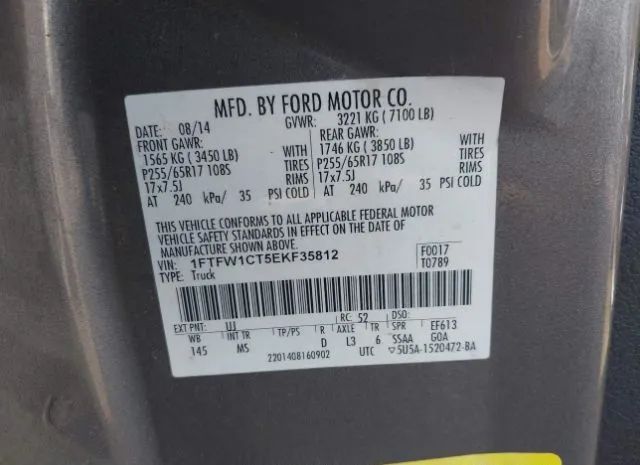 MFD. BY FORD MOTOR CO.
DATE: 08/14 GVWR: 3221 KG ( 7100 LB)
FRONT GAWR: WITH REAR GAWR: WITH
1565 KG ( 3450 LB) TIRES 1746 KG ( 3850 LB) TIRES
P255/65R17 108S RIMS P255/65R17 108S RIMS
17x7.5J 17x7.5J
AT 240 kPa/ 35 PSI COLD AT 240 kPa/ 35 PSI COLD
THIS VEHICLE CONFORMS TO ALL APPLICABLE FEDERAL MOTOR
VEHICLE SAFETY STANDARDS IN EFFECT ON THE DATE OF
MANUFACTURE SHOWN ABOVE.
VIN: 1FTFW1CT5EKF35812 F0017
TYPE: Truck T0789
EXT PNT: UJ RC: 52 DSO:
WB INT TR TP/PS R AXLE TR SPR EF613
145 MS D L3 6 SSAA GOA
2201408160902 UTC 5U5A-1520472-BA